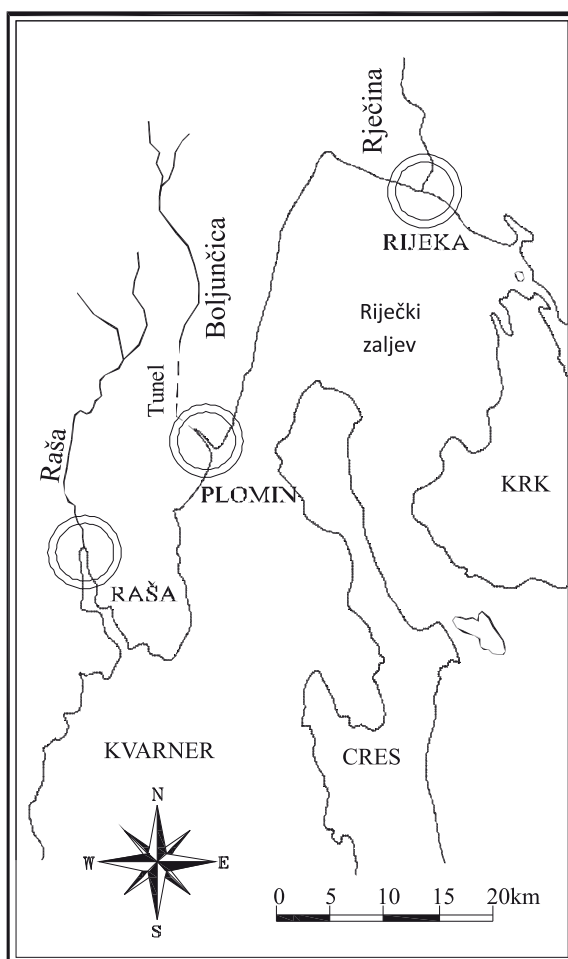 Rječina
RIJEKA
Boljunčica
Riječki
zaljev
Tunel
Raša
PLOMIN
KRK
RAŠA
KVARNER
CRES
N
W
E
S
0 5 10 15 20km